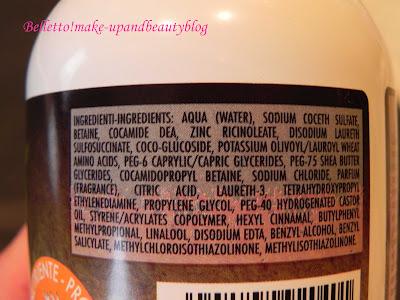 Belletto!make-upandbeautyblog
INGREDIENTI-INGREDIENTS: AQUA (WATER), SODIUM COCETH SULFATE,
BETAINE, COCAMIDE DEA, ZINC RICINOLEATE, DISODIUM LAURETH
SULFOSUCCINATE, COCO-GLUCOSIDE, POTASSIUM OLIVOYL/LAUROYL WHEAT
AMINO ACIDS, PEG-6 CAPRYLIC/CAPRIC GLYCERIDES, PEG-75 SHEA BUTTER
GLYCERIDES, COCAMIDOPROPYL BETAINE, SODIUM CHLORIDE, PARFUM
(FRAGRANCE), CITRIC ACID, LAURETH-3, TETRAHYDROXYPROPYL
ETHYLENEDIAMINE, PROPYLENE GLYCOL, PEG-40 HYDROGENATED CASTOR
OIL, STYRENE/ACRYLATES COPOLYMER, HEXYL CINNAMAL, BUTYLPHENYL
METHYLPROPIONAL, LINALOOL, DISODIUM EDTA, BENZYL ALCOHOL, BENZYL
SALICYLATE, METHYLCHLOROISOTHIAZOLINONE, METHYLISOTHIAZOLINONE.